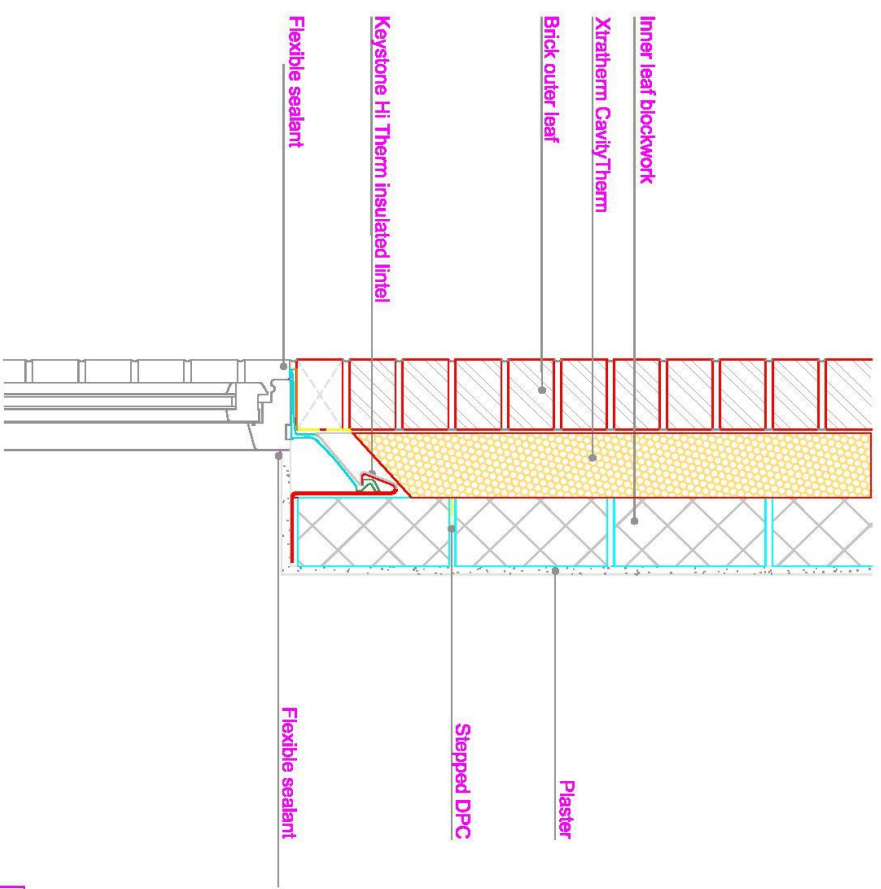 Inner leaf blockwork
Xtratherm CavityTherm
Brick outer leaf
Keystone Hi Therm insulated lintel
Flexible sealant
Plaster
Stepped DPC
Flexible sealant